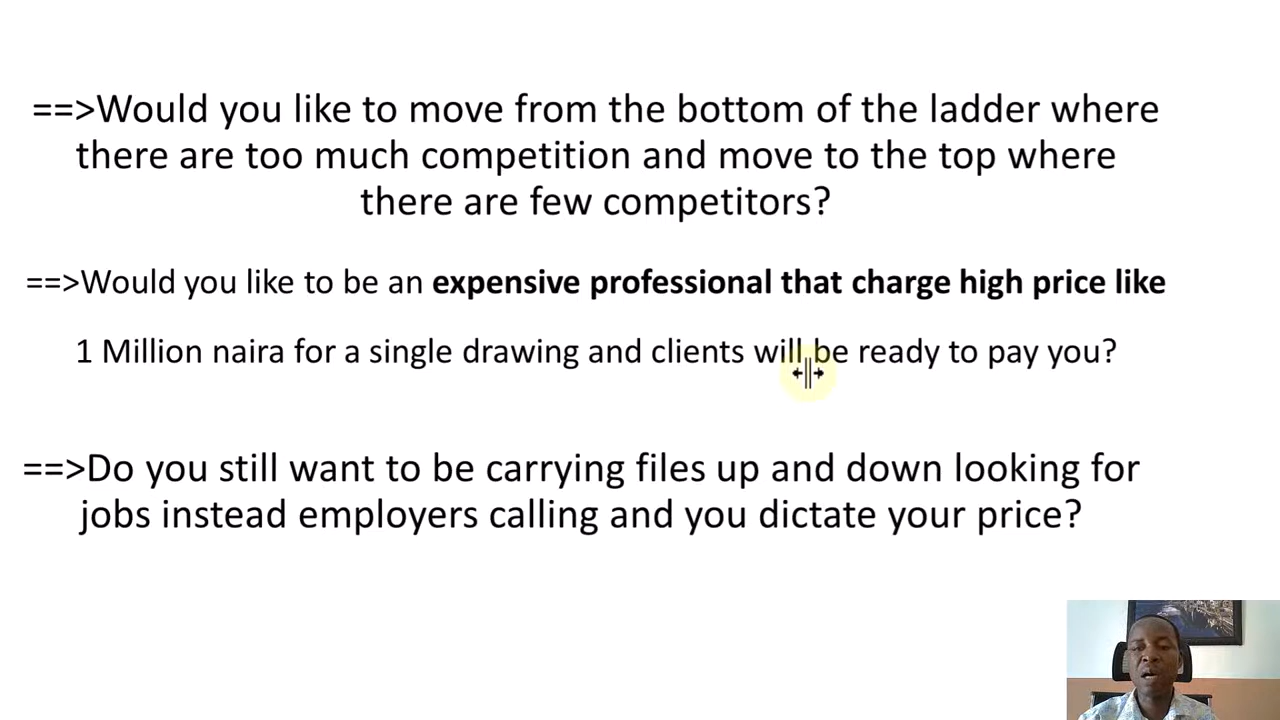 ==>Would you like to move from the bottom of the ladder where
there are too much competition and move to the top where
there are few competitors?
==>Would you like to be an expensive professional that charge high price like
1 Million naira for a single drawing and clients will be ready to pay you?
==>Do you still want to be carrying files up and down looking for
jobs instead employers calling and you dictate your price?